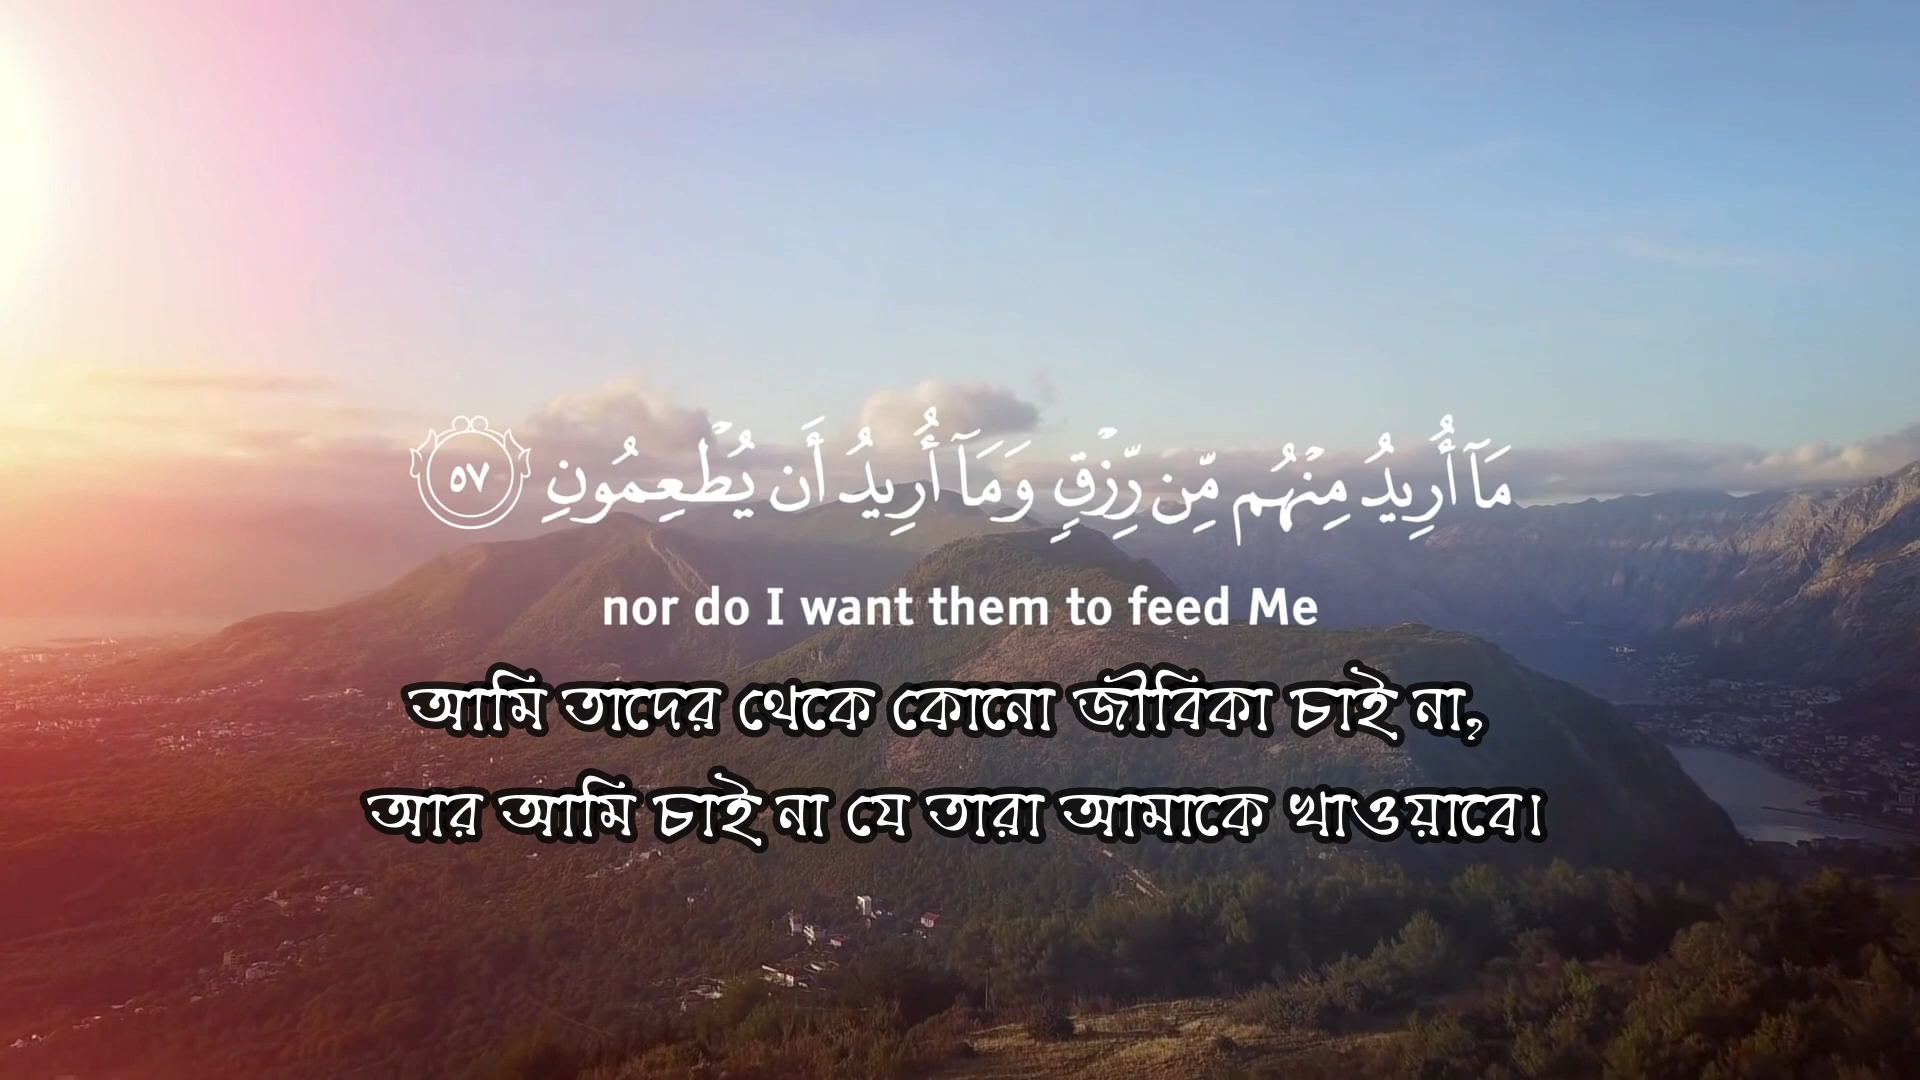 مَآ أُرِيدُ مِنْهُم مِّن رِّزْقٍ وَمَآ أُرِيدُ أَن يُطْعِمُونِ ٥٧
nor do I want them to feed Me
আমি তাদের থেকে কোনো জীবিকা চাই না,
আর আমি চাই না যে তারা আমাকে খাওয়াবে।